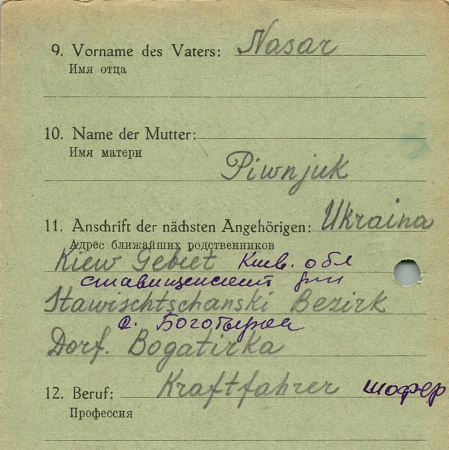 9. Vorname des Vaters: Nasar
Имя отца
10. Name der Mutter:
Имя матери
Piwnjuk
11. Anschrift der nächsten Angehörigen: Ukraina
Адрес ближайших родственников
Kiew Gebiet Киев. обл
ставищенский
Stawischtschanski Bezirk
с. Боготырка
Dorf. Bogatirka
12. Beruf: Kraftfahrer шофер
Профессия